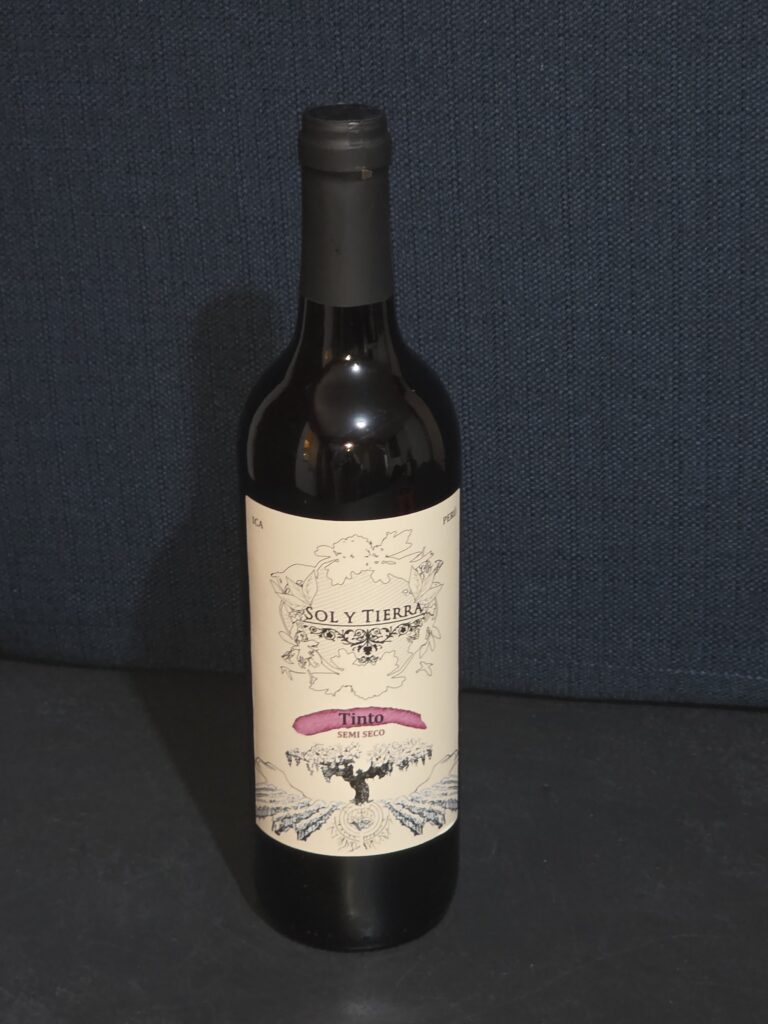 ICA
PERÚ
SOL Y TIERRA
Tinto
SEMI SECO